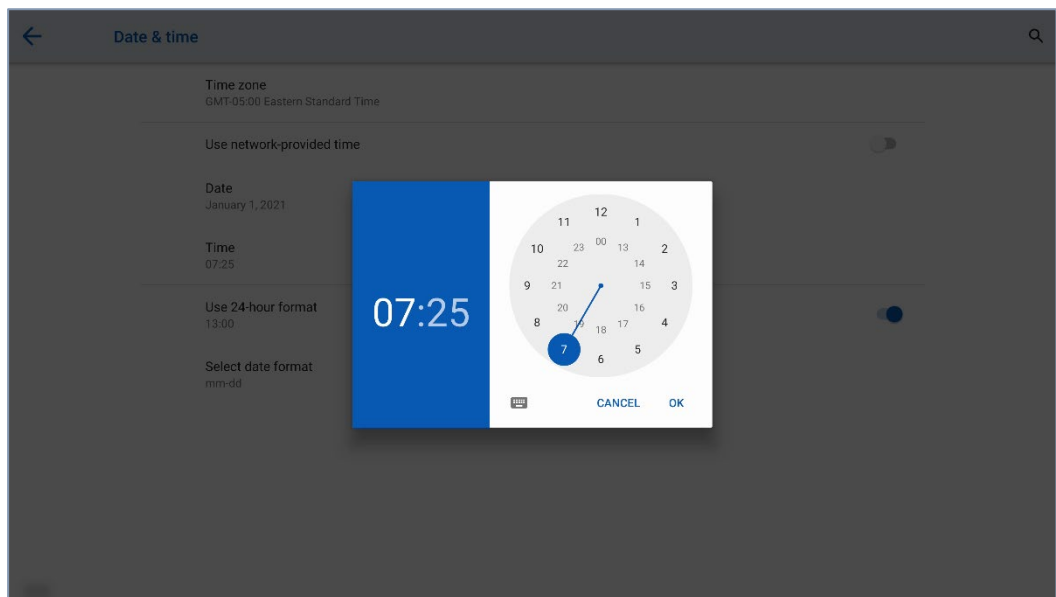 Date & time
Time zone
GMT-05:00 Eastern Standard Time
Use network-provided time
Date
January 1, 2021
Time
07:25
Use 24-hour format
13:00
Select date format
mm-dd
07:25
12
11
1
00
23
13
10
2
22
14
9
21
15
3
20
16
8
19
17
4
18
7
5
6
CANCEL
OK